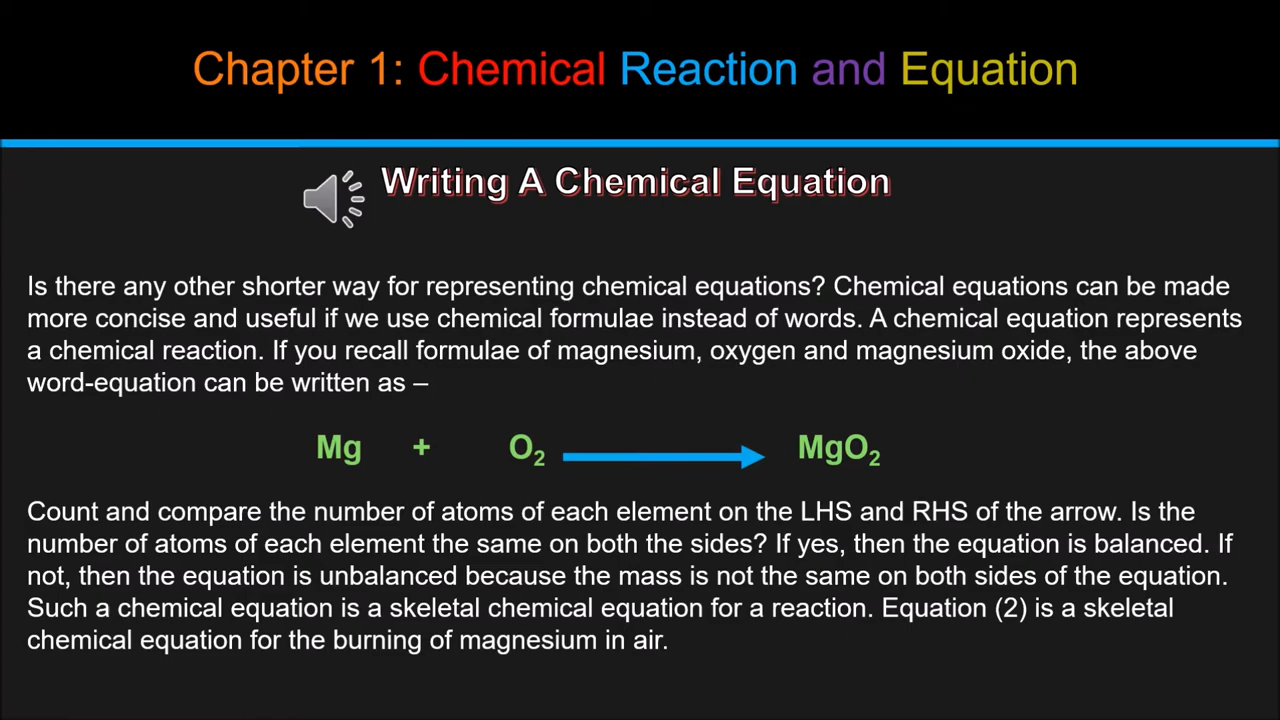 Chapter 1: Chemical Reaction and Equation
Writing A Chemical Equation
Is there any other shorter way for representing chemical equations? Chemical equations can be made
more concise and useful if we use chemical formulae instead of words. A chemical equation represents
a chemical reaction. If you recall formulae of magnesium, oxygen and magnesium oxide, the above
word-equation can be written as –
Mg + O₂ → MgO₂
Count and compare the number of atoms of each element on the LHS and RHS of the arrow. Is the
number of atoms of each element the same on both the sides? If yes, then the equation is balanced. If
not, then the equation is unbalanced because the mass is not the same on both sides of the equation.
Such a chemical equation is a skeletal chemical equation for a reaction. Equation (2) is a skeletal
chemical equation for the burning of magnesium in air.